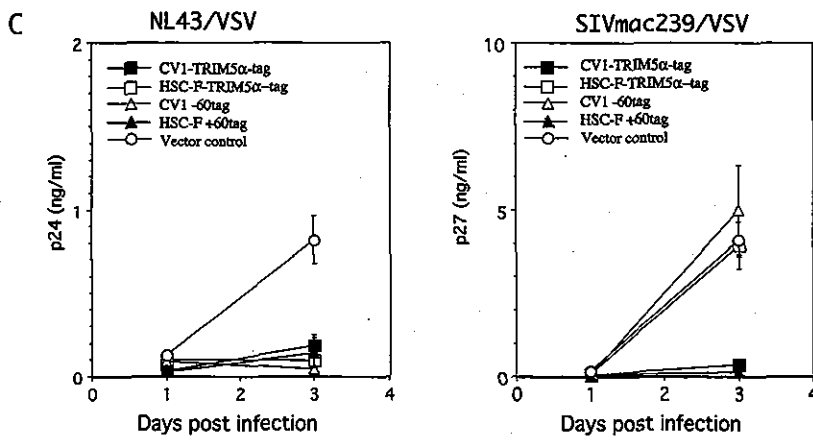 C
NL43/VSV
2
1
0
p24 (ng/ml)
CV1-TRIM5α-tag
HSC-F-TRIM5α-tag
CV1 -60tag
HSC-F +60tag
Vector control
0 1 2 3 4
Days post infection
SIVmac239/VSV
10
5
0
p27 (ng/ml)
CV1-TRIM5α-tag
HSC-F-TRIM5α-tag
CV1 -60tag
HSC-F +60tag
Vector control
0 1 2 3 4
Days post infection